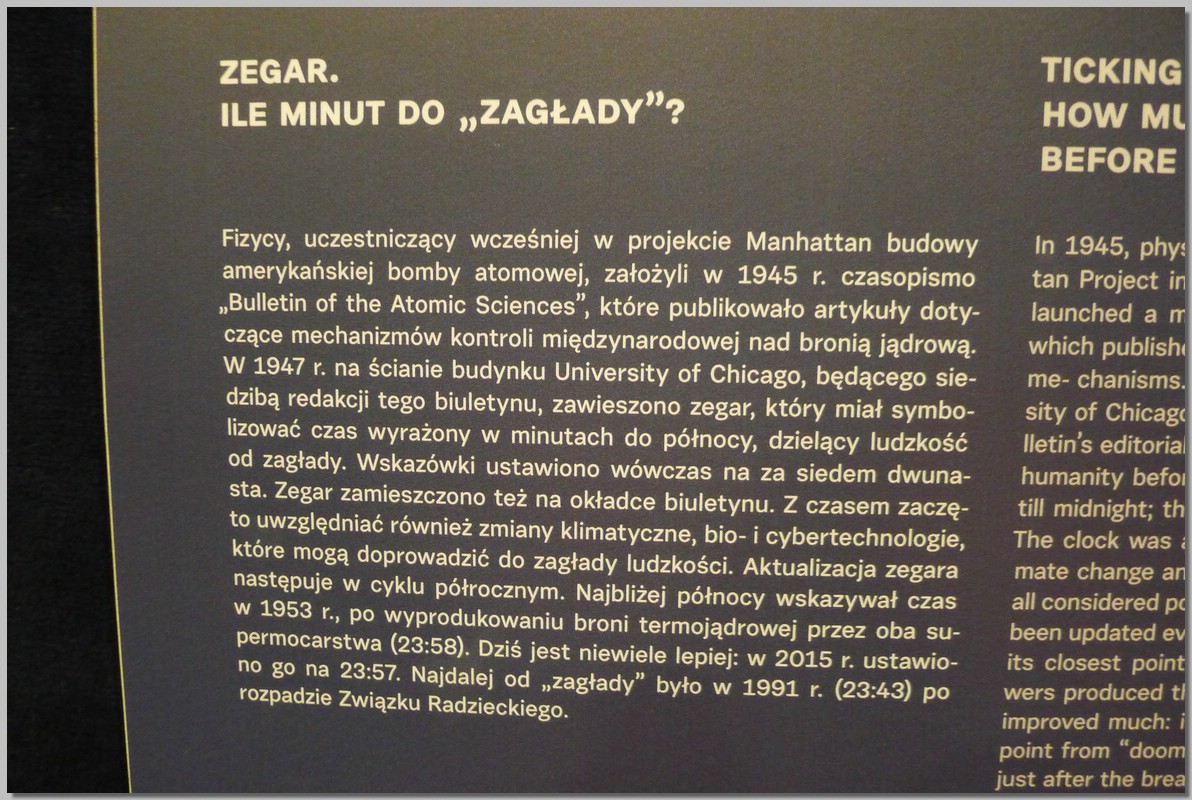 ZEGAR.
ILE MINUT DO „ZAGŁADY”?
Fizycy, uczestniczący wcześniej w projekcie Manhattan budowy
amerykańskiej bomby atomowej, założyli w 1945 r. czasopismo
„Bulletin of the Atomic Sciences”, które publikowało artykuły doty-
czące mechanizmów kontroli międzynarodowej nad bronią jądrową.
W 1947 r. na ścianie budynku University of Chicago, będącego sie-
dzibą redakcji tego biuletynu, zawieszono zegar, który miał symbo-
lizować czas wyrażony w minutach do północy, dzielący ludzkość
od zagłady. Wskazówki ustawiono wówczas na za siedem dwuna-
sta. Zegar zamieszczono też na okładce biuletynu. Z czasem zaczę-
to uwzględniać również zmiany klimatyczne, bio- i cybertechnologie,
które mogą doprowadzić do zagłady ludzkości. Aktualizacja zegara
następuje w cyklu półrocznym. Najbliżej północy wskazywał czas
w 1953 r., po wyprodukowaniu broni termojądrowej przez oba su-
permocarstwa (23:58). Dziś jest niewiele lepiej: w 2015 r. ustawio-
no go na 23:57. Najdalej od „zagłady” było w 1991 r. (23:43) po
rozpadzie Związku Radzieckiego.
TICKING
HOW MU
BEFORE
In 1945, phys
tan Project in
launched a m
which publishe
me- chanisms.
sity of Chicago
lletin's editorial
humanity befor
till midnight; th
The clock was a
mate change an
all considered po
been updated ev
its closest point
wers produced th
improved much: i
point from “doom
just after the brea